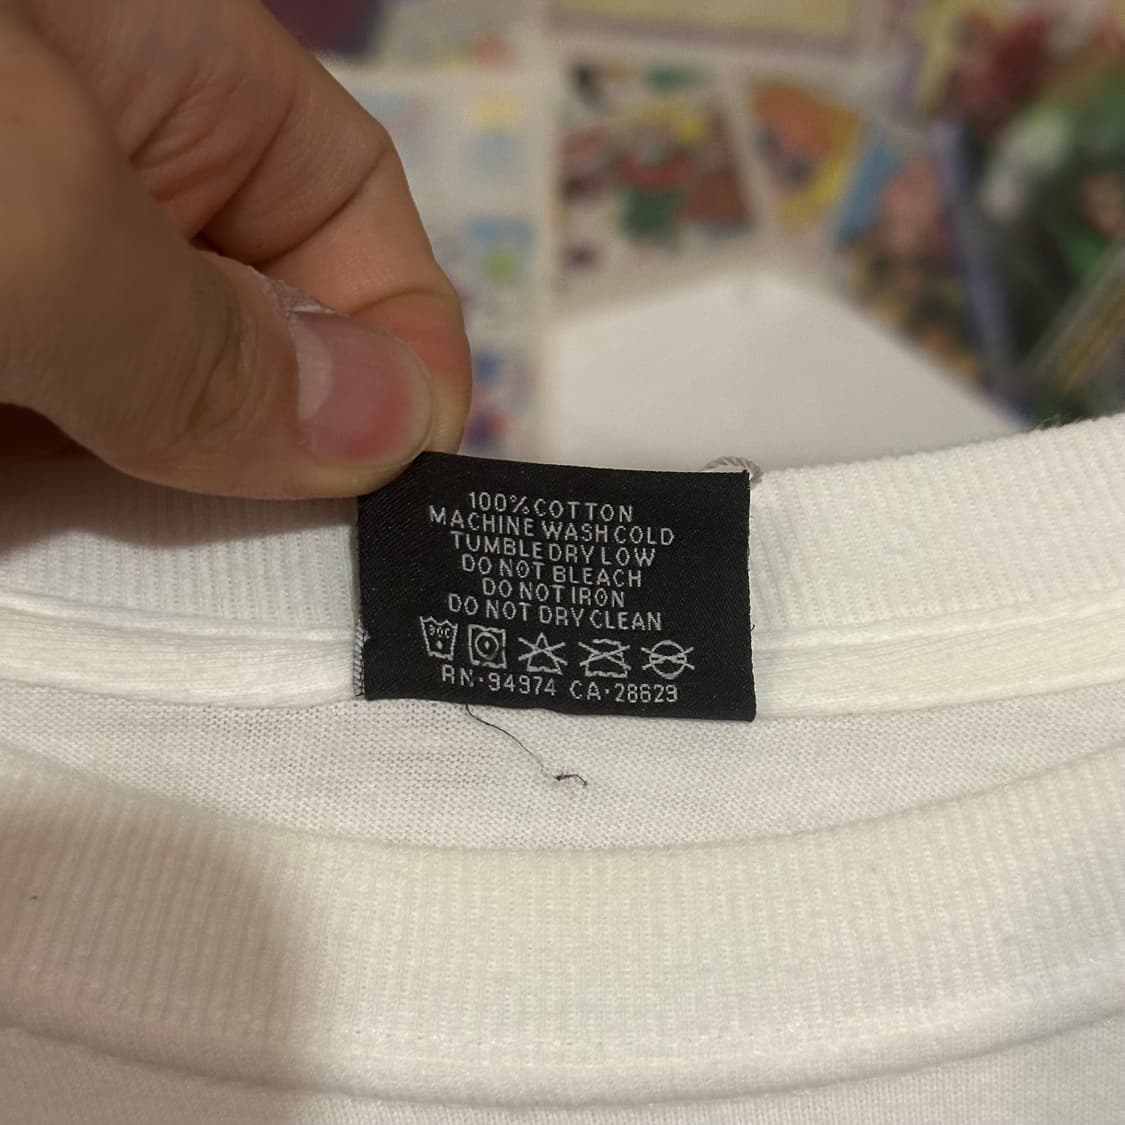 100% COTTON
MACHINE WASH COLD
TUMBLE DRY LOW
DO NOT BLEACH
DO NOT IRON
DO NOT DRY CLEAN
30C
RN·94974 CA·28629